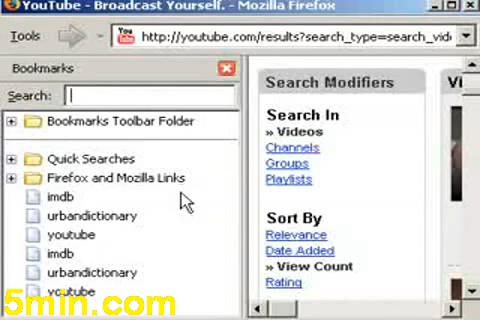 YouTube - Broadcast Yourself. - Mozilla Firefox
Tools
You
http://youtube.com/results?search_type=search_vid
Bookmarks
Search:
Bookmarks Toolbar Folder
Quick Searches
Firefox and Mozilla Links
imdb
urbandictionary
youtube
imdb
urbandictionary
youtube
5min.com
Search Modifiers
Search In
» Videos
Channels
Groups
Playlists
Sort By
Relevance
Date Added
» View Count
Rating